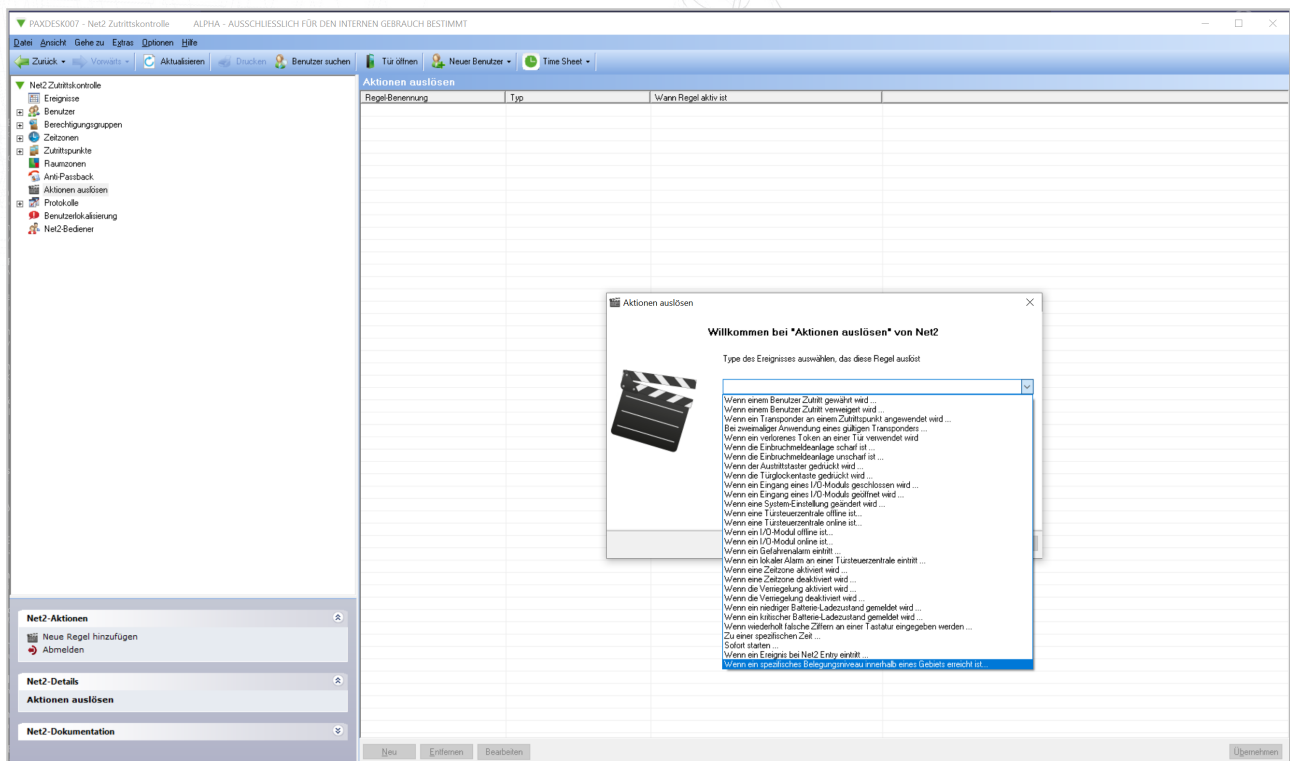 PAXDESK007 - Net2 Zutrittskontrolle ALPHA - AUSSCHLIESSLICH FÜR DEN INTERNEN GEBRAUCH BESTIMMT
Datei Ansicht Gehe zu Extras Optionen Hilfe
Zurück Vorwärts Aktualisieren Drucken Benutzer suchen Tür öffnen Neuer Benutzer Time Sheet
Net2 Zutrittskontrolle
Ereignisse
Benutzer
Berechtigungsgruppen
Zeitzonen
Zutrittspunkte
Raumzonen
Anti-Passback
Aktionen auslösen
Protokolle
Benutzerlokalisierung
Net2-Bediener
Aktionen auslösen
Regel-Benennung Typ Wann Regel aktiv ist
Aktionen auslösen
Willkommen bei "Aktionen auslösen" von Net2
Type des Ereignisses auswählen, das diese Regel auslöst
Wenn einem Benutzer Zutritt gewährt wird ...
Wenn einem Benutzer Zutritt verweigert wird ...
Wenn ein Transponder an einem Zutrittspunkt angewendet wird ...
Bei zweimaliger Anwendung eines gültigen Transponders ...
Wenn ein verlorenes Token an einer Tür verwendet wird
Wenn die Einbruchmeldeanlage scharf ist ...
Wenn die Einbruchmeldeanlage unscharf ist ...
Wenn der Austrittstaster gedrückt wird ...
Wenn die Türglockentaste gedrückt wird ...
Wenn ein Eingang eines I/O-Moduls geschlossen wird ...
Wenn ein Eingang eines I/O-Moduls geöffnet wird ...
Wenn eine System-Einstellung geändert wird ...
Wenn eine Türsteuerzentrale offline ist...
Wenn eine Türsteuerzentrale online ist...
Wenn ein I/O-Modul offline ist...
Wenn ein I/O-Modul online ist...
Wenn ein Gefahrenalarm eintritt ...
Wenn ein lokaler Alarm an einer Türsteuerzentrale eintritt ...
Wenn eine Zeitzone aktiviert wird ...
Wenn eine Zeitzone deaktiviert wird ...
Wenn die Verriegelung aktiviert wird ...
Wenn die Verriegelung deaktiviert wird ...
Wenn ein niedriger Batterie-Ladezustand gemeldet wird ...
Wenn ein kritischer Batterie-Ladezustand gemeldet wird ...
Wenn wiederholt falsche Ziffern an einer Tastatur eingegeben werden ...
Zu einer spezifischen Zeit ...
Sofort starten ...
Wenn ein Ereignis bei Net2 Entry eintritt ...
Wenn ein spezifisches Belegungsniveau innerhalb eines Gebiets erreicht ist...
Net2-Aktionen
Neue Regel hinzufügen
Abmelden
Net2-Details
Aktionen auslösen
Net2-Dokumentation
Neu Entfernen Bearbeiten Übernehmen